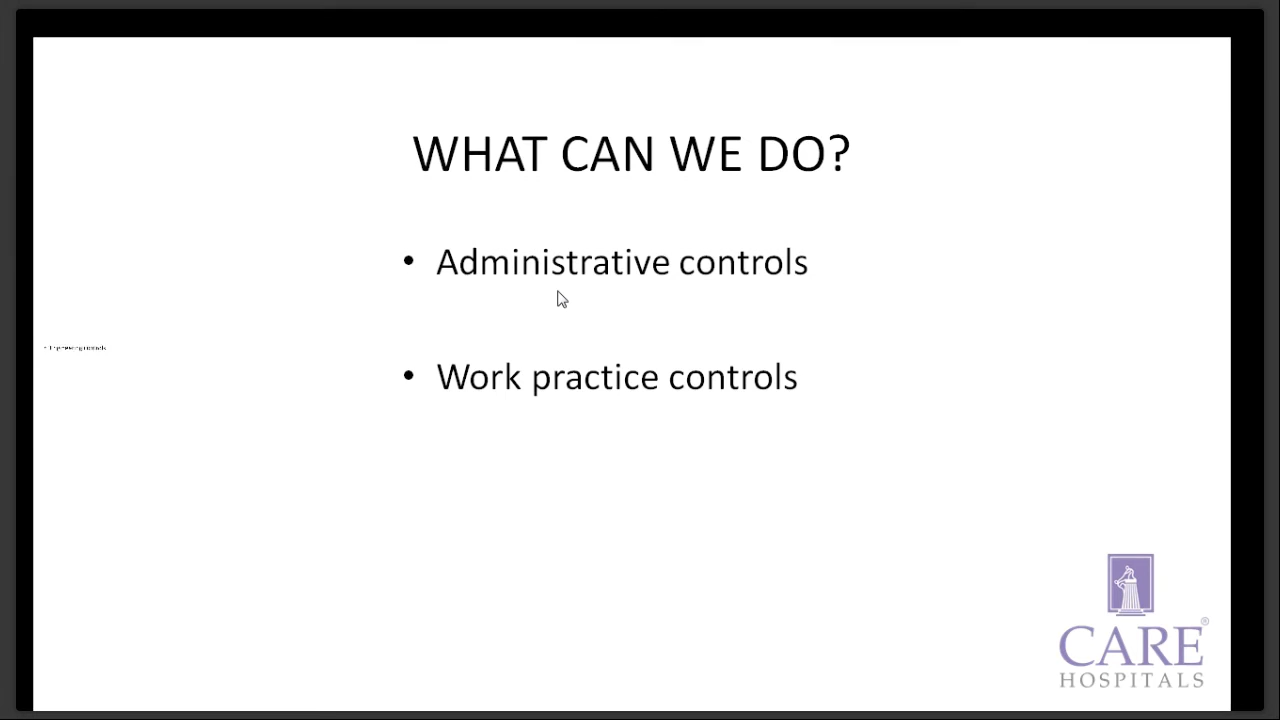 WHAT CAN WE DO?
• Administrative controls
• Work practice controls
CARE®
HOSPITALS